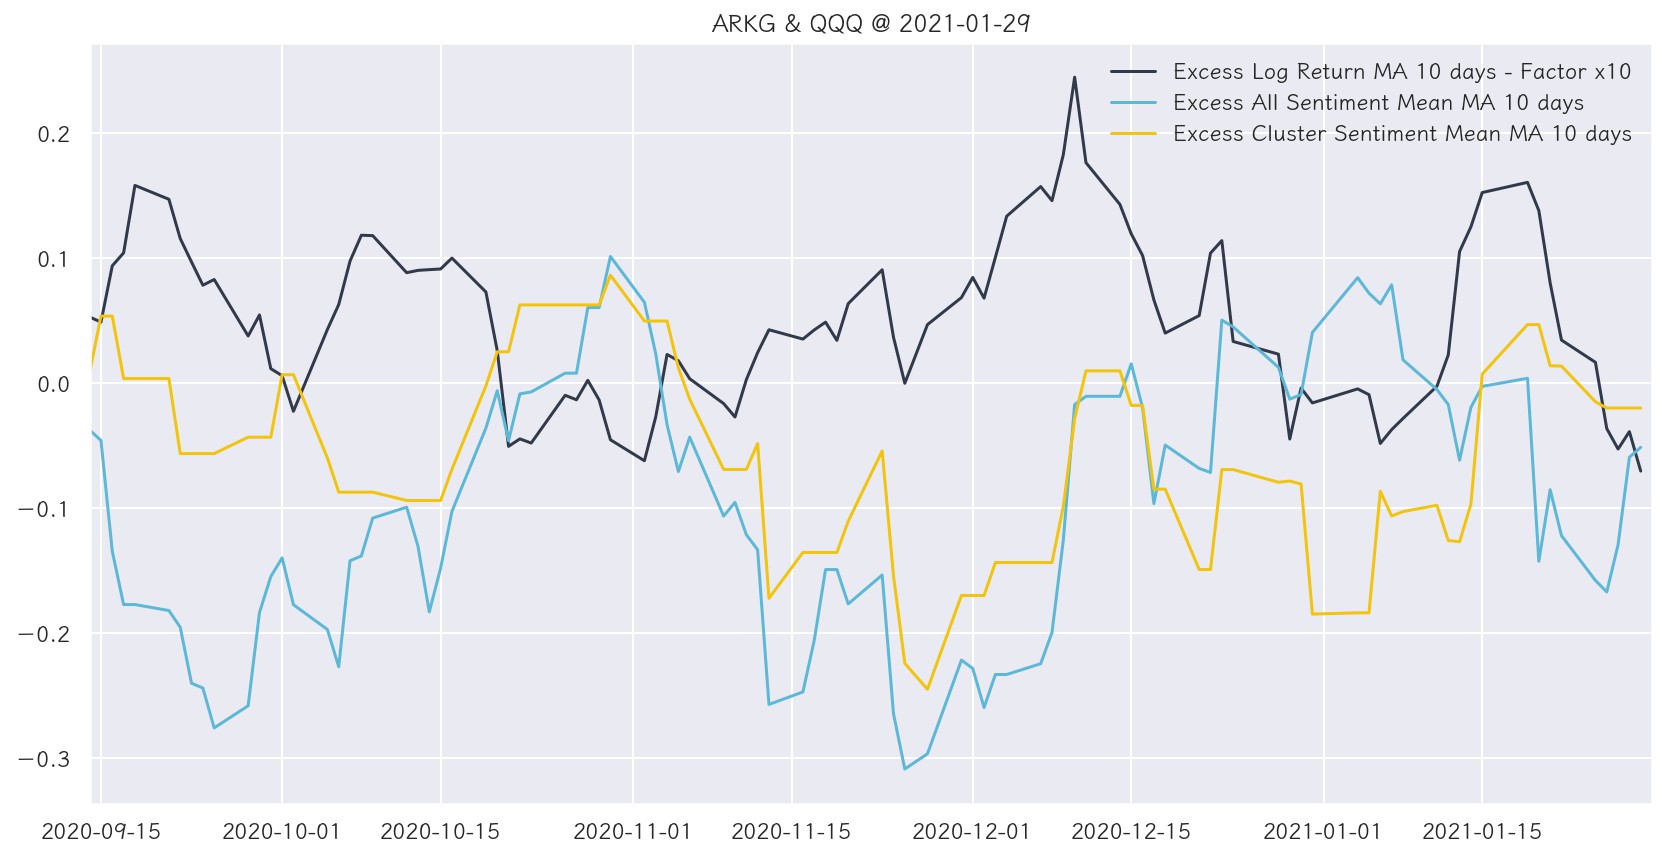 ARKG & QQQ @ 2021-01-29
Excess Log Return MA 10 days - Factor x10
Excess All Sentiment Mean MA 10 days
Excess Cluster Sentiment Mean MA 10 days
0.2
0.1
0.0
−0.1
−0.2
−0.3
2020-09-15 2020-10-01 2020-10-15 2020-11-01 2020-11-15 2020-12-01 2020-12-15 2021-01-01 2021-01-15